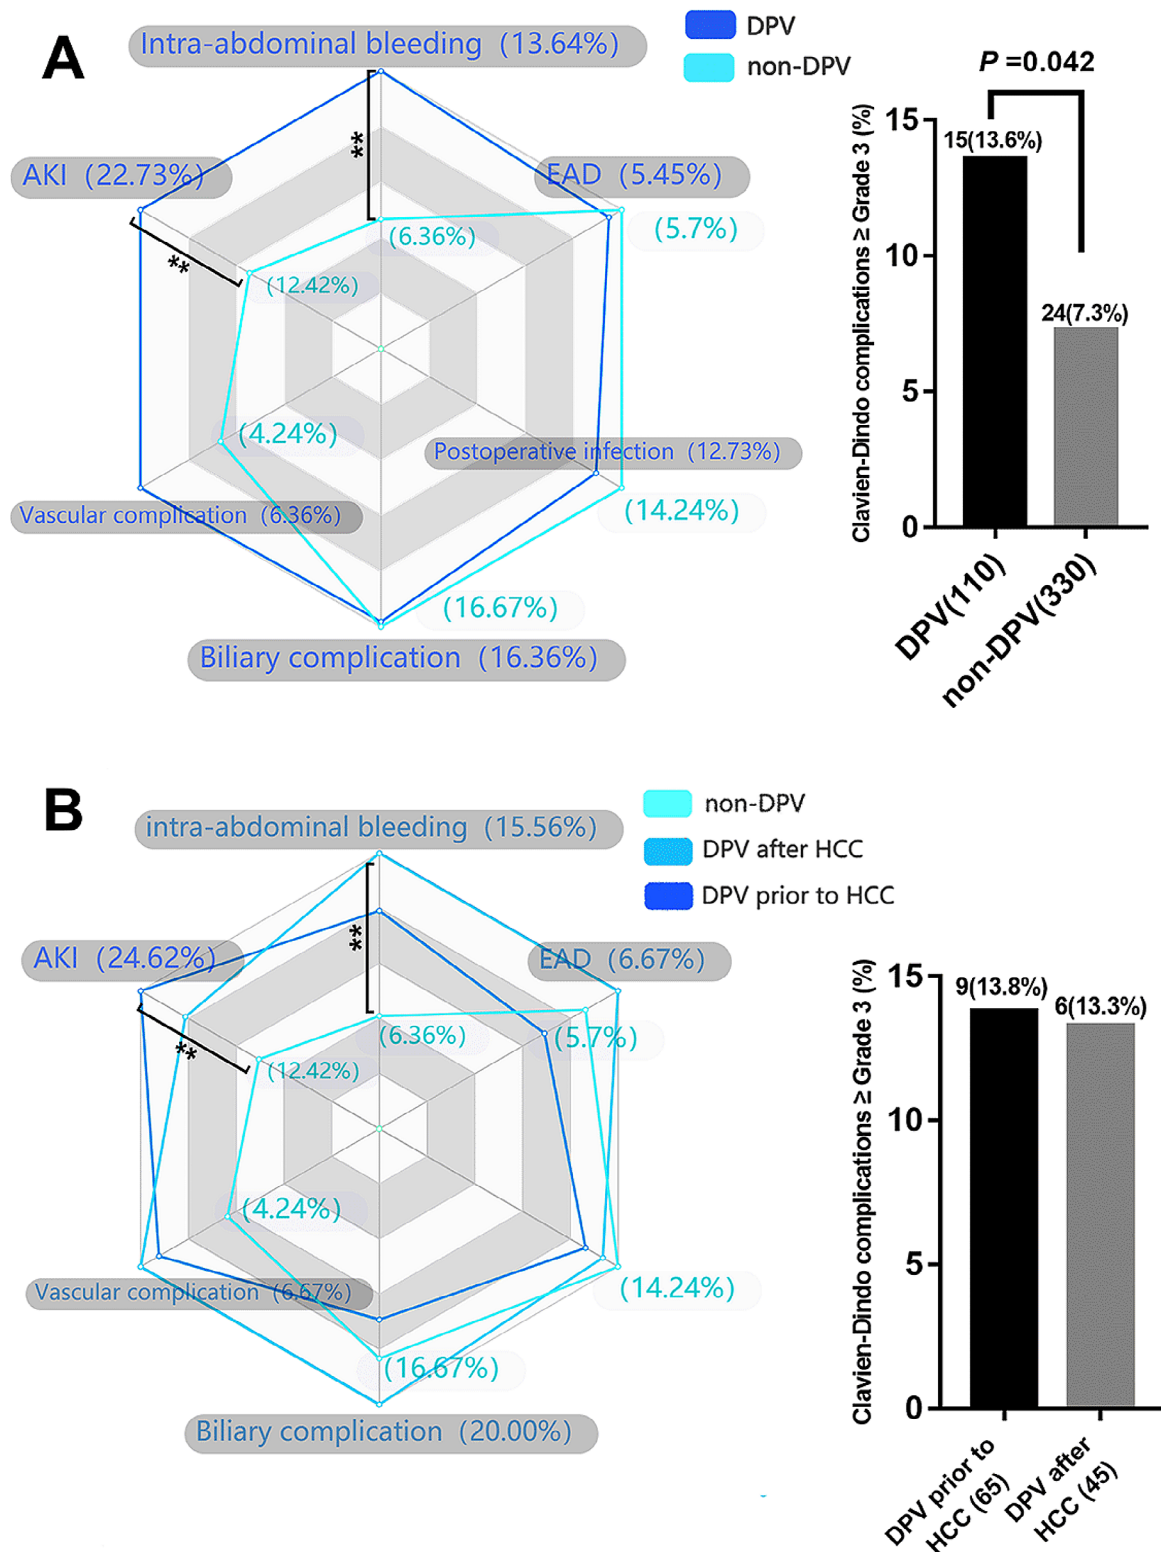 A
Intra-abdominal bleeding (13.64%)
DPV
non-DPV
AKI (22.73%)
**
EAD (5.45%)
(5.7%)
(6.36%)
**
(12.42%)
(4.24%)
Postoperative infection (12.73%)
(14.24%)
Vascular complication (6.36%)
(16.67%)
Biliary complication (16.36%)
P =0.042
Clavien-Dindo complications ≥ Grade 3 (%)
15
10
5
0
15(13.6%)
24(7.3%)
DPV(110)
non-DPV(330)
B
intra-abdominal bleeding (15.56%)
non-DPV
DPV after HCC
DPV prior to HCC
AKI (24.62%)
**
EAD (6.67%)
(6.36%)
(5.7%)
**
(12.42%)
(4.24%)
Vascular complication (6.67%)
(14.24%)
(16.67%)
Biliary complication (20.00%)
Clavien-Dindo complications ≥ Grade 3 (%)
15
10
5
0
9(13.8%)
6(13.3%)
DPV prior to
HCC (65)
DPV after
HCC (45)